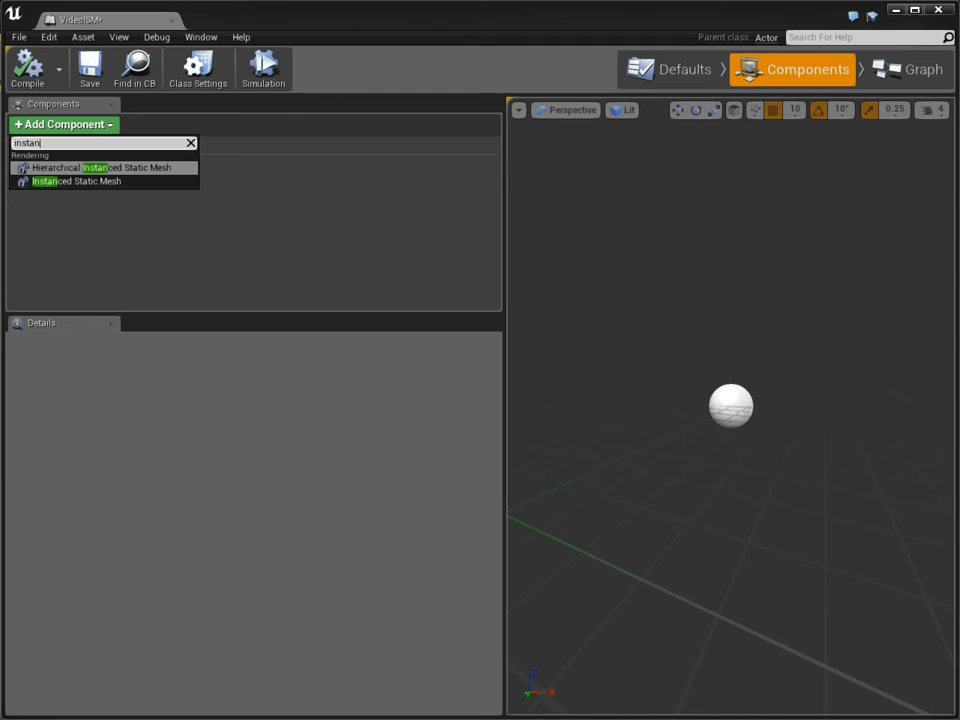 VideoISM*
File Edit Asset View Debug Window Help
Parent class: Actor Search For Help
Compile Save Find in CB Class Settings Simulation
Defaults Components Graph
Components
+Add Component
instan
Rendering
Hierarchical Instanced Static Mesh
Instanced Static Mesh
Details
Perspective Lit 10 10° 0.25 4
Z
X
Y